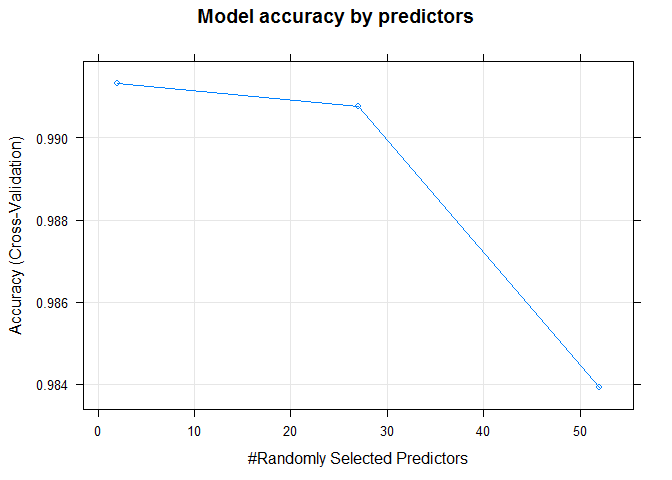 Model accuracy by predictors
Accuracy (Cross-Validation)
0.990
0.988
0.986
0.984
0 10 20 30 40 50
#Randomly Selected Predictors